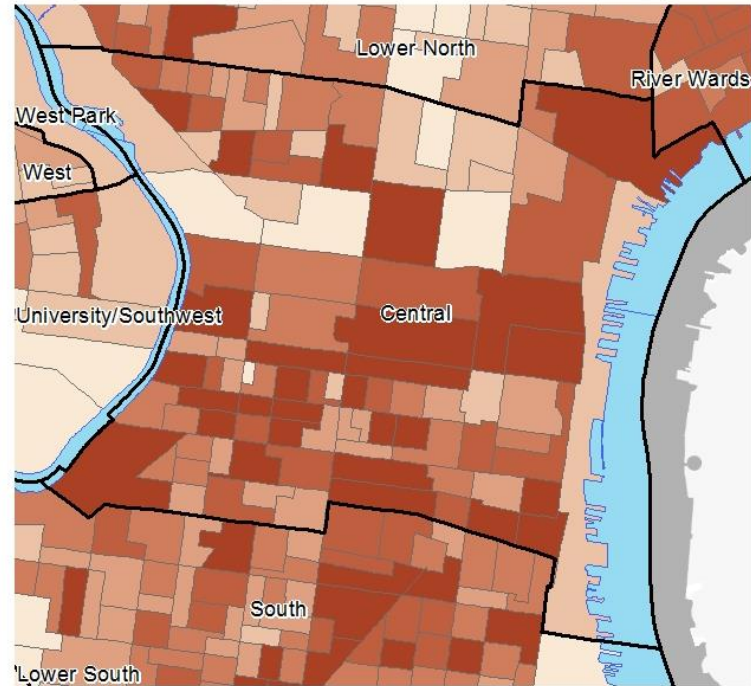 Lower North
River Wards
West Park
West
University/Southwest
Central
South
Lower South